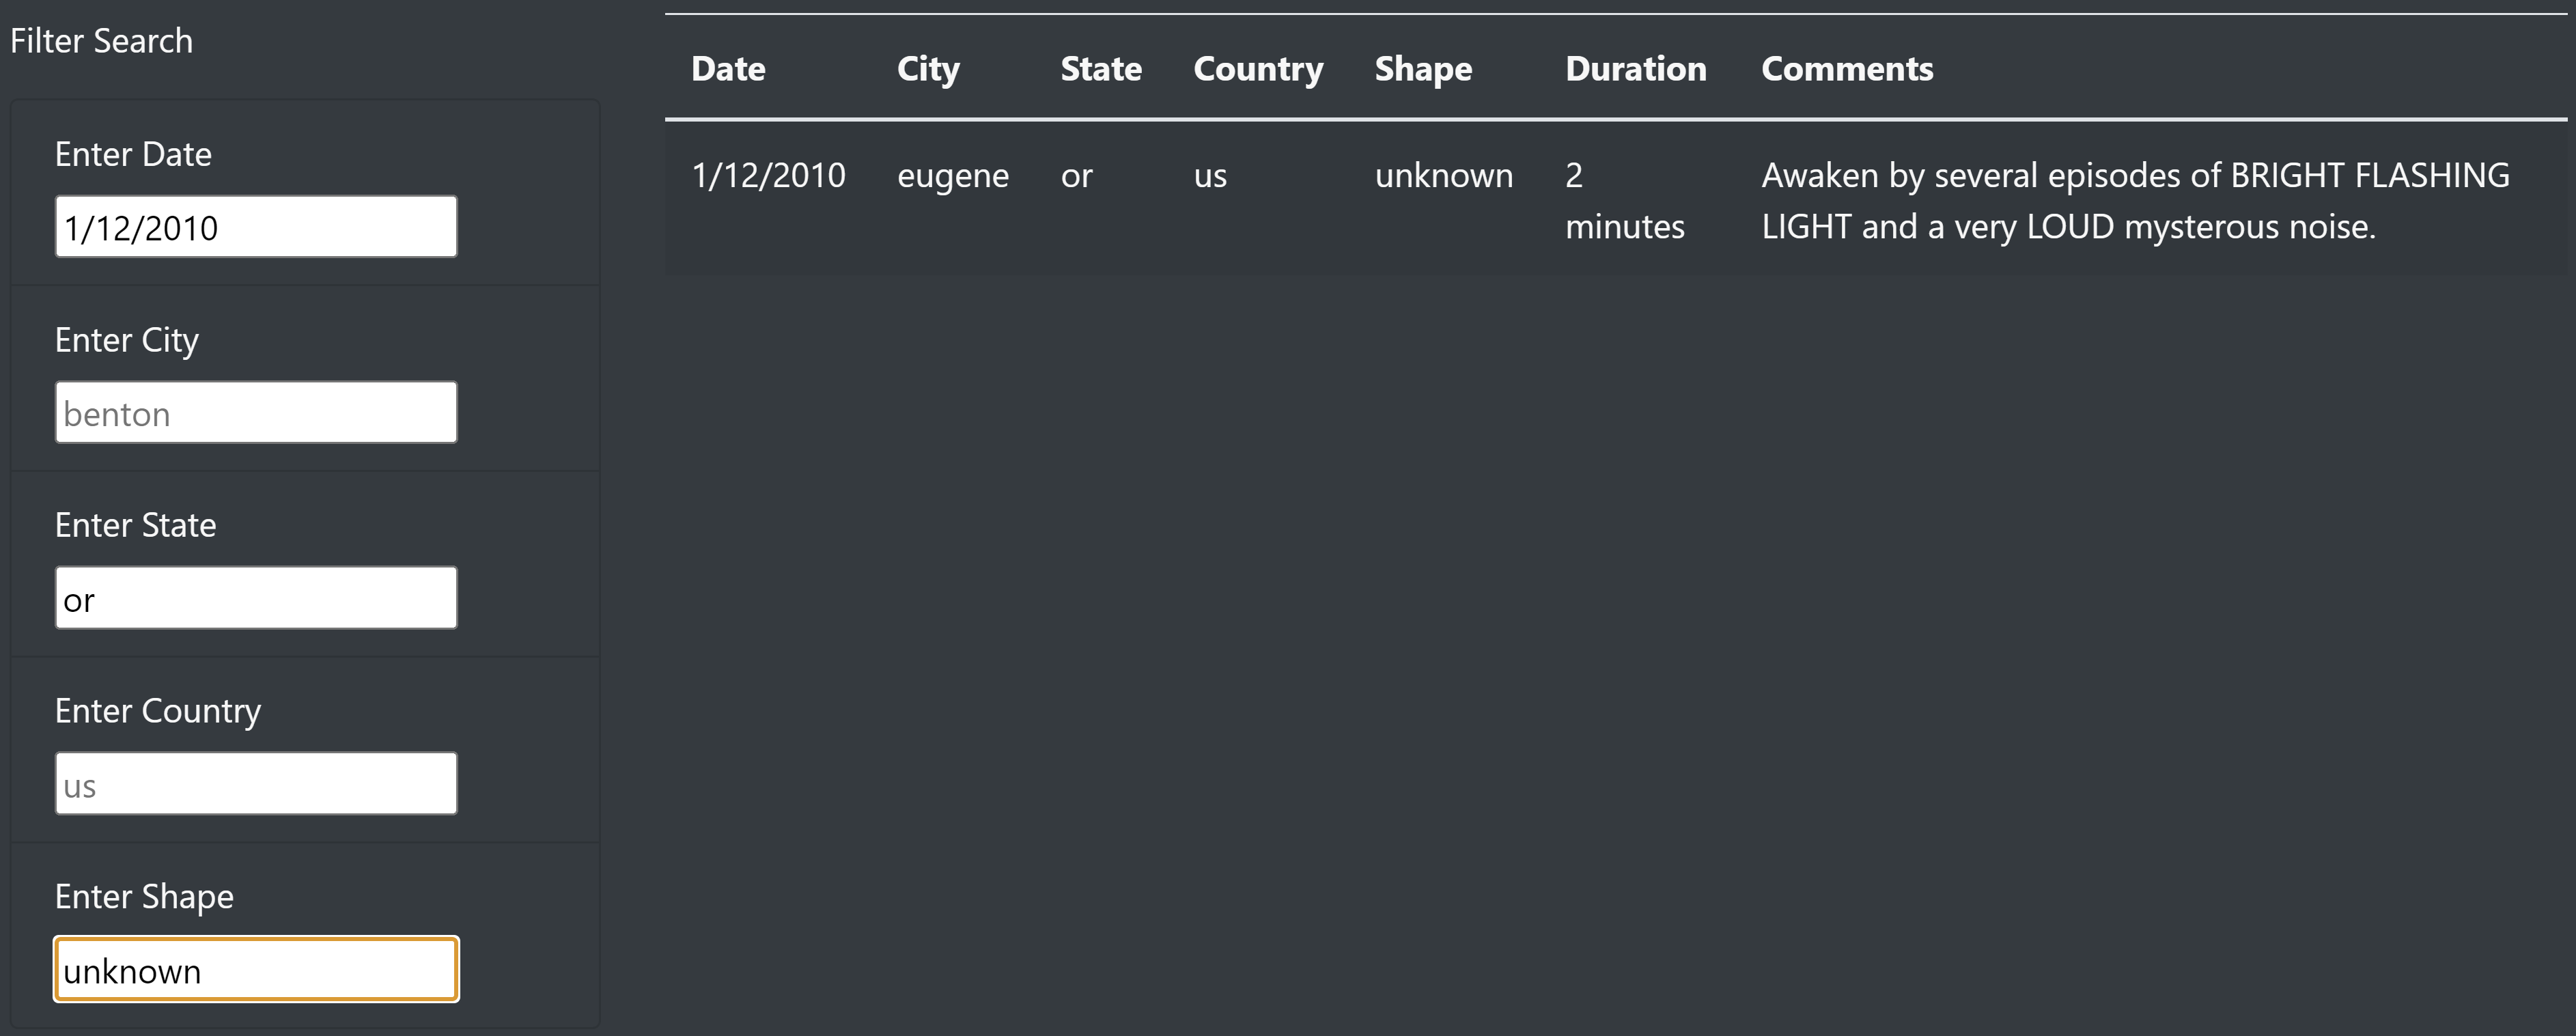 Filter Search
Enter Date
1/12/2010
Enter City
benton
Enter State
or
Enter Country
us
Enter Shape
unknown
Date City State Country Shape Duration Comments
1/12/2010 eugene or us unknown 2 Awaken by several episodes of BRIGHT FLASHING
minutes LIGHT and a very LOUD mysterous noise.